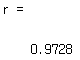 r =
0.9728